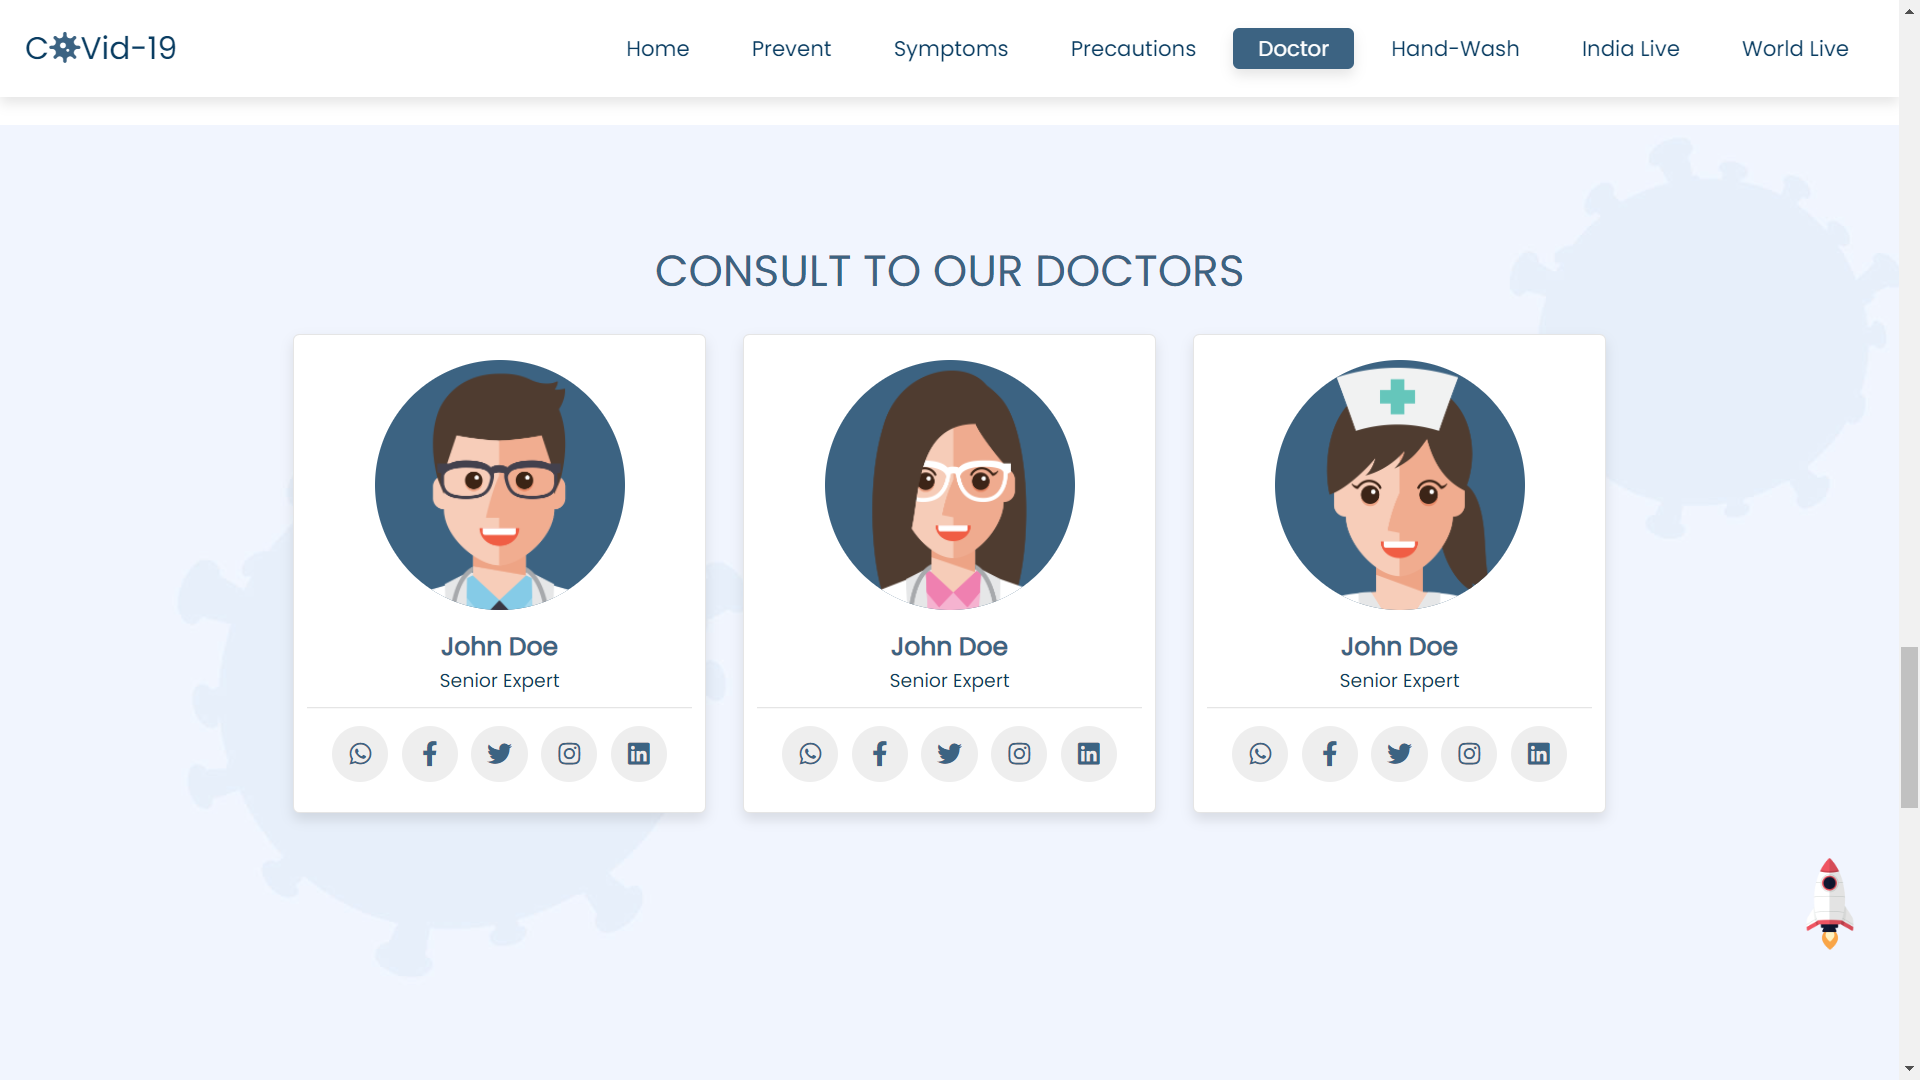 COVid-19
Home Prevent Symptoms Precautions Doctor Hand-Wash India Live World Live
CONSULT TO OUR DOCTORS
John Doe
Senior Expert
John Doe
Senior Expert
John Doe
Senior Expert